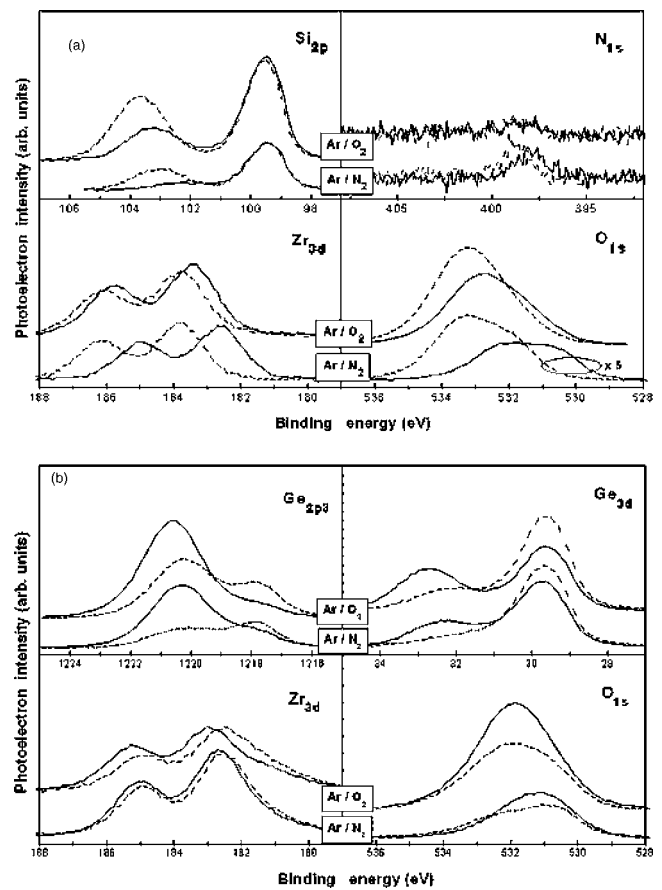 (a)
Si2p
N1s
Ar / O2
Ar / N2
106 104 102 100 98
405 400 395
Zr3d
O1s
Ar / O2
Ar / N2
x 5
188 186 184 182 180
536 534 532 530 528
Photoelectron intensity (arb. units)
Binding energy (eV)
(b)
Ge2p3
Ge3d
Ar / O2
Ar / N2
1224 1222 1220 1218 1216
34 32 30 28
Zr3d
O1s
Ar / O2
Ar / N2
188 186 184 182 180
536 532 530 528
Photoelectron intensity (arb. units)
Binding energy (eV)